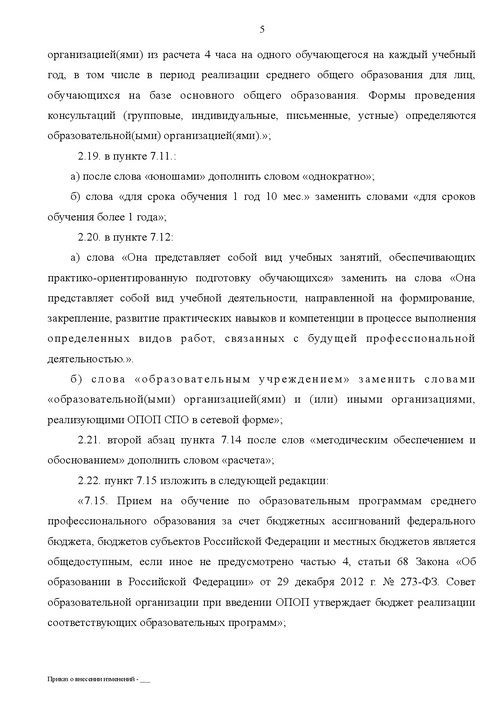 5
организацией(ями) из расчета 4 часа на одного обучающегося на каждый учебный
год, в том числе в период реализации среднего общего образования для лиц,
обучающихся на базе основного общего образования. Формы проведения
консультаций (групповые, индивидуальные, письменные, устные) определяются
образовательной(ыми) организацией(ями).»;
2.19. в пункте 7.11.:
а) после слова «юношами» дополнить словом «однократно»;
б) слова «для срока обучения 1 год 10 мес.» заменить словами «для сроков
обучения более 1 года»;
2.20. в пункте 7.12:
а) слова «Она представляет собой вид учебных занятий, обеспечивающих
практико-ориентированную подготовку обучающихся» заменить на слова «Она
представляет собой вид учебной деятельности, направленной на формирование,
закрепление, развитие практических навыков и компетенции в процессе выполнения
определенных видов работ, связанных с будущей профессиональной
деятельностью.».
б) слова «образовательным учреждением» заменить словами
«образовательной(ыми) организацией(ями) и (или) иными организациями,
реализующими ОПОП СПО в сетевой форме»;
2.21. второй абзац пункта 7.14 после слов «методическим обеспечением и
обоснованием» дополнить словом «расчета»;
2.22. пункт 7.15 изложить в следующей редакции:
«7.15. Прием на обучение по образовательным программам среднего
профессионального образования за счет бюджетных ассигнований федерального
бюджета, бюджетов субъектов Российской Федерации и местных бюджетов является
общедоступным, если иное не предусмотрено частью 4, статьи 68 Закона «Об
образовании в Российской Федерации» от 29 декабря 2012 г. № 273-ФЗ. Совет
образовательной организации при введении ОПОП утверждает бюджет реализации
соответствующих образовательных программ»;
Приказ о внесении изменений - ___